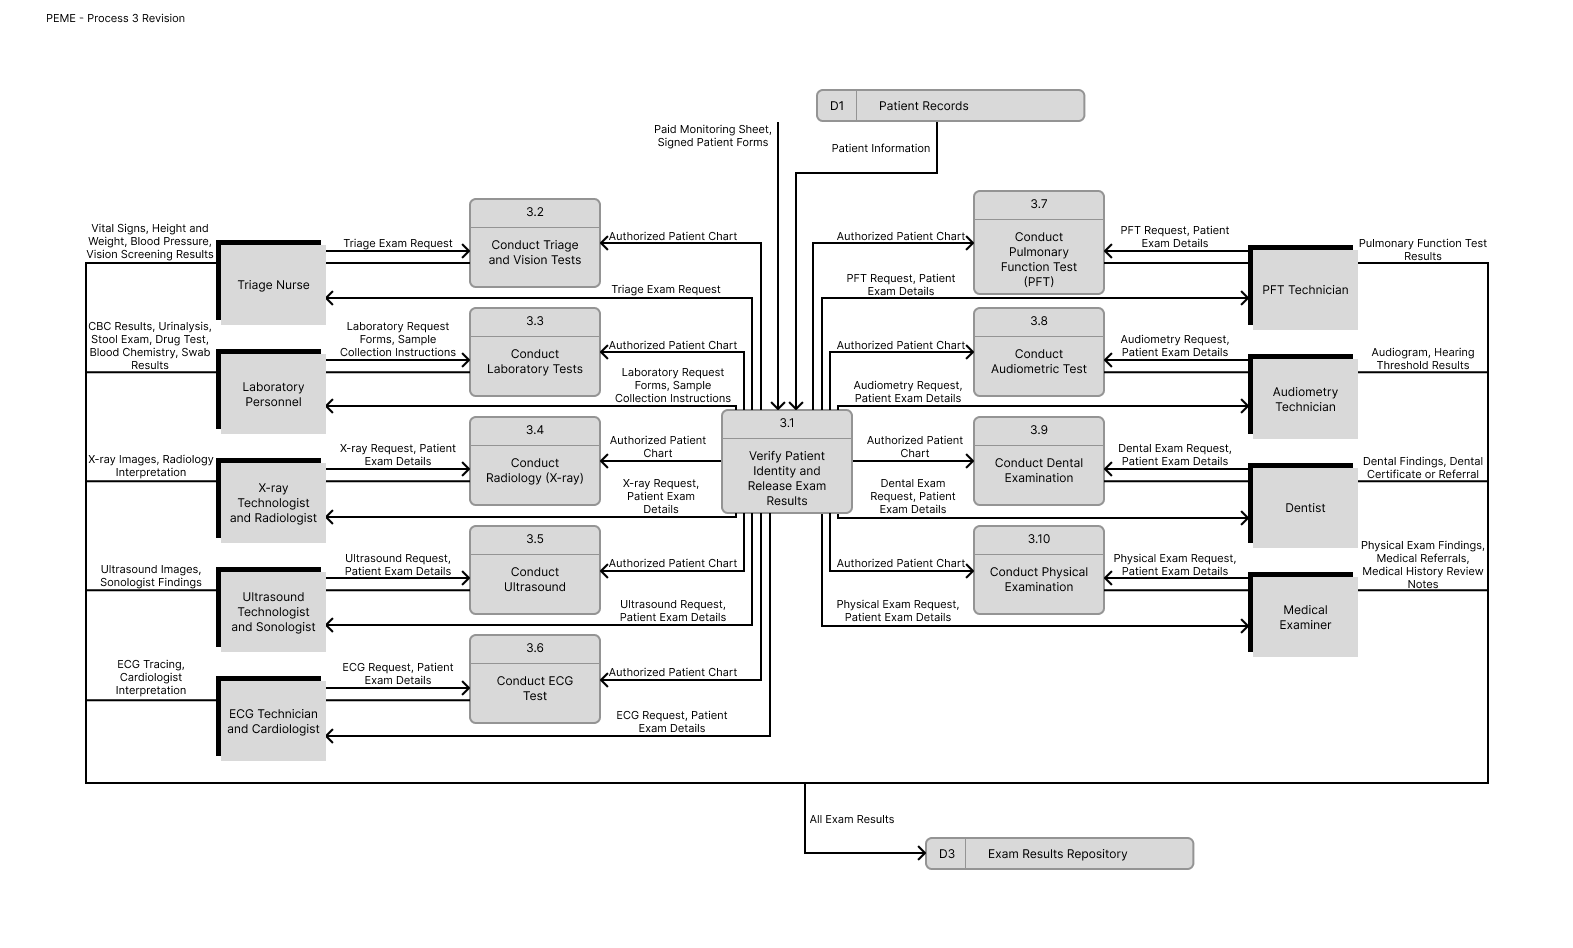 PEME - Process 3 Revision
D1
Patient Records
Paid Monitoring Sheet,
Signed Patient Forms
Patient Information
Vital Signs, Height and
Weight, Blood Pressure,
Vision Screening Results
Triage Nurse
Triage Exam Request
3.2
Conduct Triage
and Vision Tests
Authorized Patient Chart
Triage Exam Request
CBC Results, Urinalysis,
Stool Exam, Drug Test,
Blood Chemistry, Swab
Results
Laboratory
Personnel
Laboratory Request
Forms, Sample
Collection Instructions
3.3
Conduct
Laboratory Tests
Authorized Patient Chart
Laboratory Request
Forms, Sample
Collection Instructions
X-ray Images, Radiology
Interpretation
X-ray
Technologist
and Radiologist
X-ray Request, Patient
Exam Details
3.4
Conduct
Radiology (X-ray)
Authorized Patient
Chart
X-ray Request,
Patient Exam
Details
Ultrasound Images,
Sonologist Findings
Ultrasound
Technologist
and Sonologist
Ultrasound Request,
Patient Exam Details
3.5
Conduct
Ultrasound
Authorized Patient Chart
Ultrasound Request,
Patient Exam Details
ECG Tracing,
Cardiologist
Interpretation
ECG Technician
and Cardiologist
ECG Request, Patient
Exam Details
3.6
Conduct ECG
Test
Authorized Patient Chart
ECG Request, Patient
Exam Details
3.1
Verify Patient
Identity and
Release Exam
Results
Authorized Patient Chart
3.7
Conduct
Pulmonary
Function Test
(PFT)
PFT Request, Patient
Exam Details
PFT Request, Patient
Exam Details
PFT Technician
Pulmonary Function Test
Results
Authorized Patient Chart
3.8
Conduct
Audiometric Test
Audiometry Request,
Patient Exam Details
Audiometry Request,
Patient Exam Details
Audiometry
Technician
Audiogram, Hearing
Threshold Results
Authorized Patient
Chart
3.9
Conduct Dental
Examination
Dental Exam Request,
Patient Exam Details
Dental Exam
Request, Patient
Exam Details
Dentist
Dental Findings, Dental
Certificate or Referral
Authorized Patient Chart
3.10
Conduct Physical
Examination
Physical Exam Request,
Patient Exam Details
Physical Exam Request,
Patient Exam Details
Medical
Examiner
Physical Exam Findings,
Medical Referrals,
Medical History Review
Notes
All Exam Results
D3
Exam Results Repository